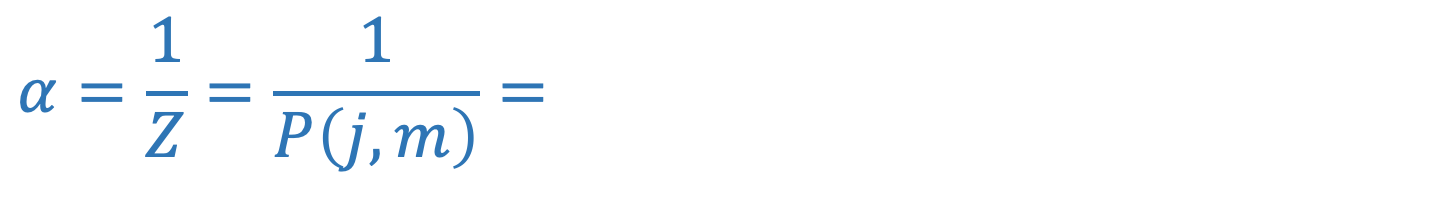 α = 1/Z = 1/P(j, m) =